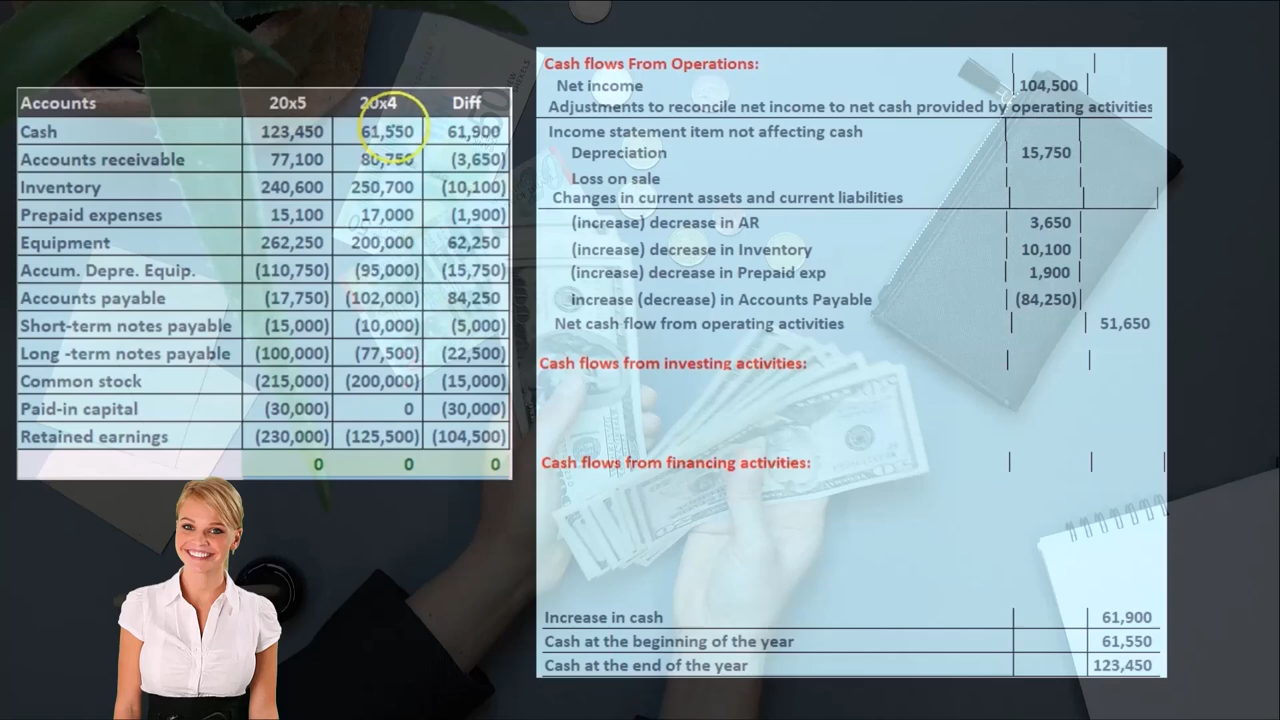 Accounts 20x5 20x4 Diff
Cash 123,450 61,550 61,900
Accounts receivable 77,100 80,750 (3,650)
Inventory 240,600 250,700 (10,100)
Prepaid expenses 15,100 17,000 (1,900)
Equipment 262,250 200,000 62,250
Accum. Depre. Equip. (110,750) (95,000) (15,750)
Accounts payable (17,750) (102,000) 84,250
Short-term notes payable (15,000) (10,000) (5,000)
Long -term notes payable (100,000) (77,500) (22,500)
Common stock (215,000) (200,000) (15,000)
Paid-in capital (30,000) 0 (30,000)
Retained earnings (230,000) (125,500) (104,500)
0 0 0
Cash flows From Operations:
Net income 104,500
Adjustments to reconcile net income to net cash provided by operating activities
Income statement item not affecting cash
Depreciation 15,750
Loss on sale
Changes in current assets and current liabilities
(increase) decrease in AR 3,650
(increase) decrease in Inventory 10,100
(increase) decrease in Prepaid exp 1,900
increase (decrease) in Accounts Payable (84,250)
Net cash flow from operating activities 51,650
Cash flows from investing activities:
Cash flows from financing activities:
Increase in cash 61,900
Cash at the beginning of the year 61,550
Cash at the end of the year 123,450